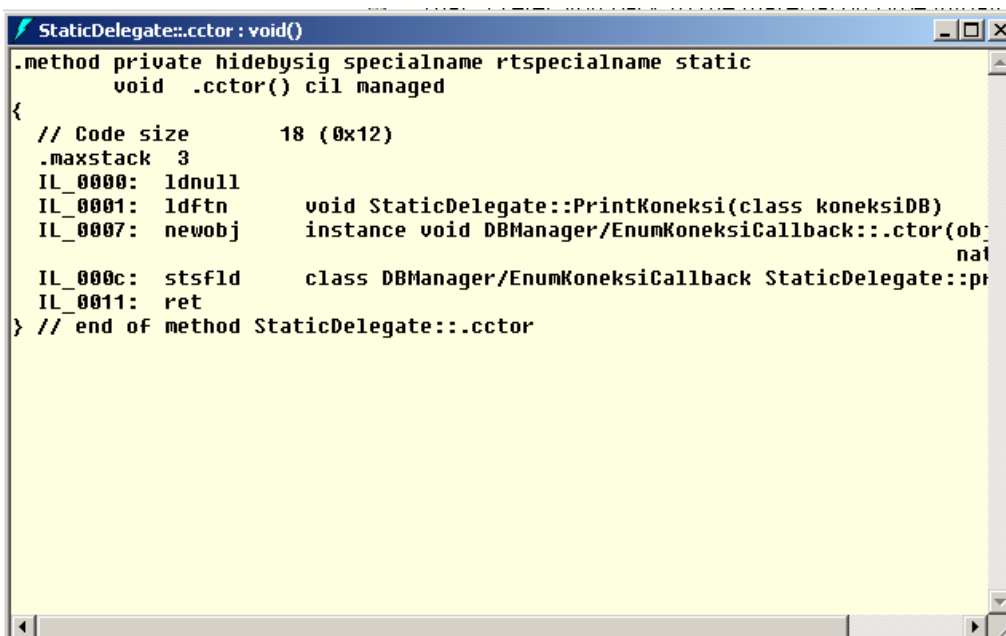 StaticDelegate::.cctor : void()
.method private hidebysig specialname rtspecialname static
void .cctor() cil managed
{
// Code size 18 (0x12)
.maxstack 3
IL_0000: ldnull
IL_0001: ldftn void StaticDelegate::PrintKoneksi(class koneksiDB)
IL_0007: newobj instance void DBManager/EnumKoneksiCallback::.ctor(obj
nat
IL_000c: stsfld class DBManager/EnumKoneksiCallback StaticDelegate::pr
IL_0011: ret
} // end of method StaticDelegate::.cctor